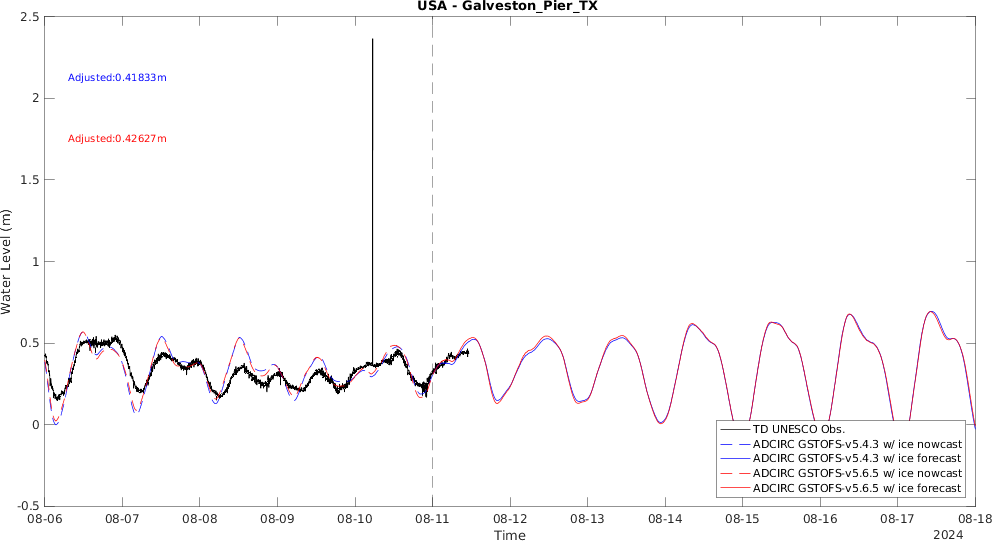 USA - Galveston_Pier_TX
2.5
2
1.5
1
0.5
0
-0.5
Water Level (m)
Adjusted:0.41833m
Adjusted:0.42627m
TD UNESCO Obs.
ADCIRC GSTOFS-v5.4.3 w/ ice nowcast
ADCIRC GSTOFS-v5.4.3 w/ ice forecast
ADCIRC GSTOFS-v5.6.5 w/ ice nowcast
ADCIRC GSTOFS-v5.6.5 w/ ice forecast
08-06 08-07 08-08 08-09 08-10 08-11 08-12 08-13 08-14 08-15 08-16 08-17 08-18
Time
2024